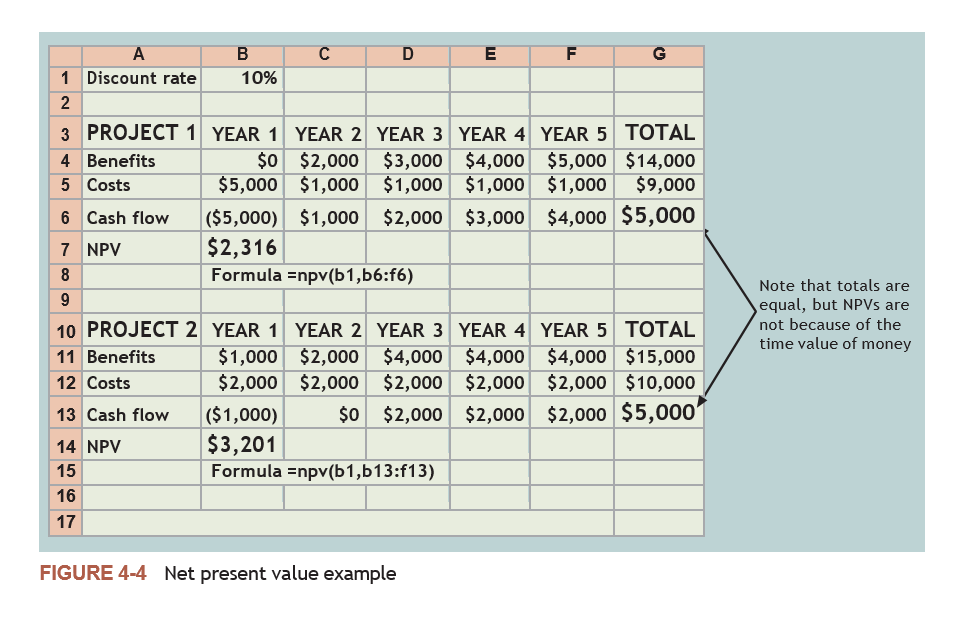 A B C D E F G
1 Discount rate 10%
2
3 PROJECT 1 YEAR 1 YEAR 2 YEAR 3 YEAR 4 YEAR 5 TOTAL
4 Benefits $0 $2,000 $3,000 $4,000 $5,000 $14,000
5 Costs $5,000 $1,000 $1,000 $1,000 $1,000 $9,000
6 Cash flow ($5,000) $1,000 $2,000 $3,000 $4,000 $5,000
7 NPV $2,316
8 Formula =npv(b1,b6:f6)
9
10 PROJECT 2 YEAR 1 YEAR 2 YEAR 3 YEAR 4 YEAR 5 TOTAL
11 Benefits $1,000 $2,000 $4,000 $4,000 $4,000 $15,000
12 Costs $2,000 $2,000 $2,000 $2,000 $2,000 $10,000
13 Cash flow ($1,000) $0 $2,000 $2,000 $2,000 $5,000
14 NPV $3,201
15 Formula =npv(b1,b13:f13)
16
17
Note that totals are
equal, but NPVs are
not because of the
time value of money
FIGURE 4-4 Net present value example